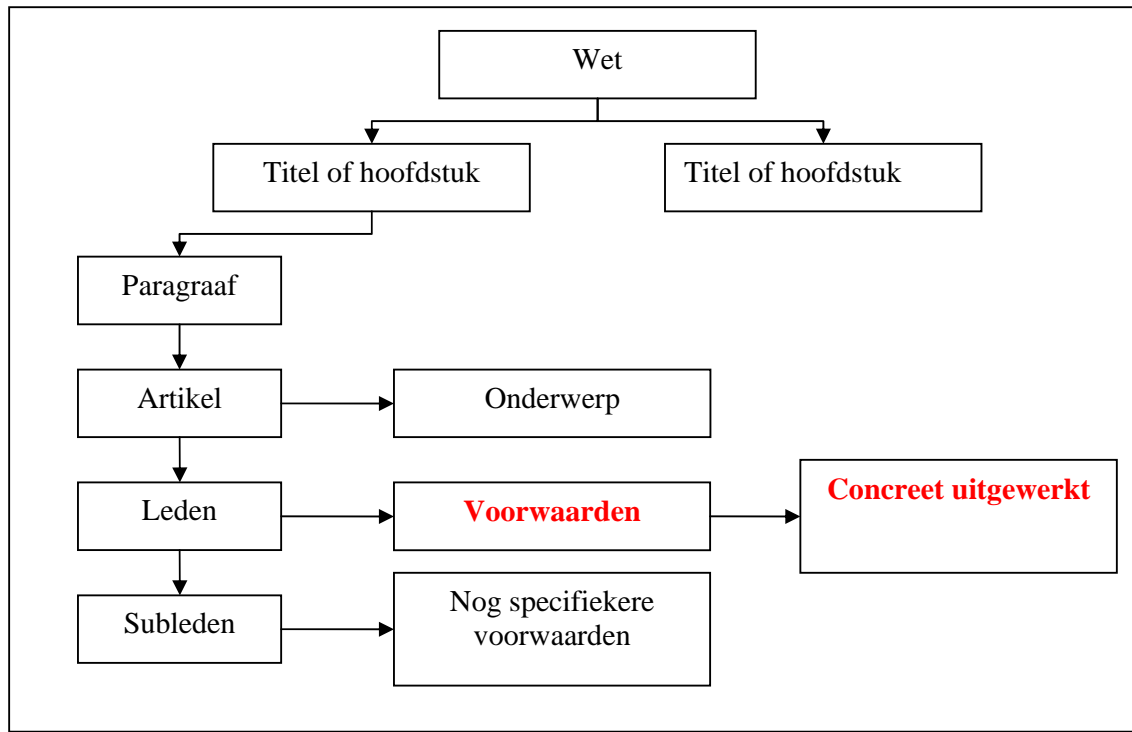 Wet
Titel of hoofdstuk
Titel of hoofdstuk
Paragraaf
Artikel
Onderwerp
Leden
Voorwaarden
Concreet uitgewerkt
Subleden
Nog specifiekere
voorwaarden